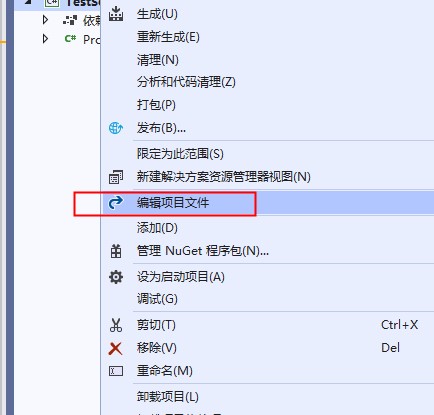 TestSe
依赖
Pro
生成(U)
重新生成(E)
清理(N)
分析和代码清理(Z)
打包(P)
发布(B)...
限定为此范围(S)
新建解决方案资源管理器视图(N)
编辑项目文件
添加(D)
管理 NuGet 程序包(N)...
设为启动项目(A)
调试(G)
剪切(T) Ctrl+X
移除(V) Del
重命名(M)
卸载项目(L)